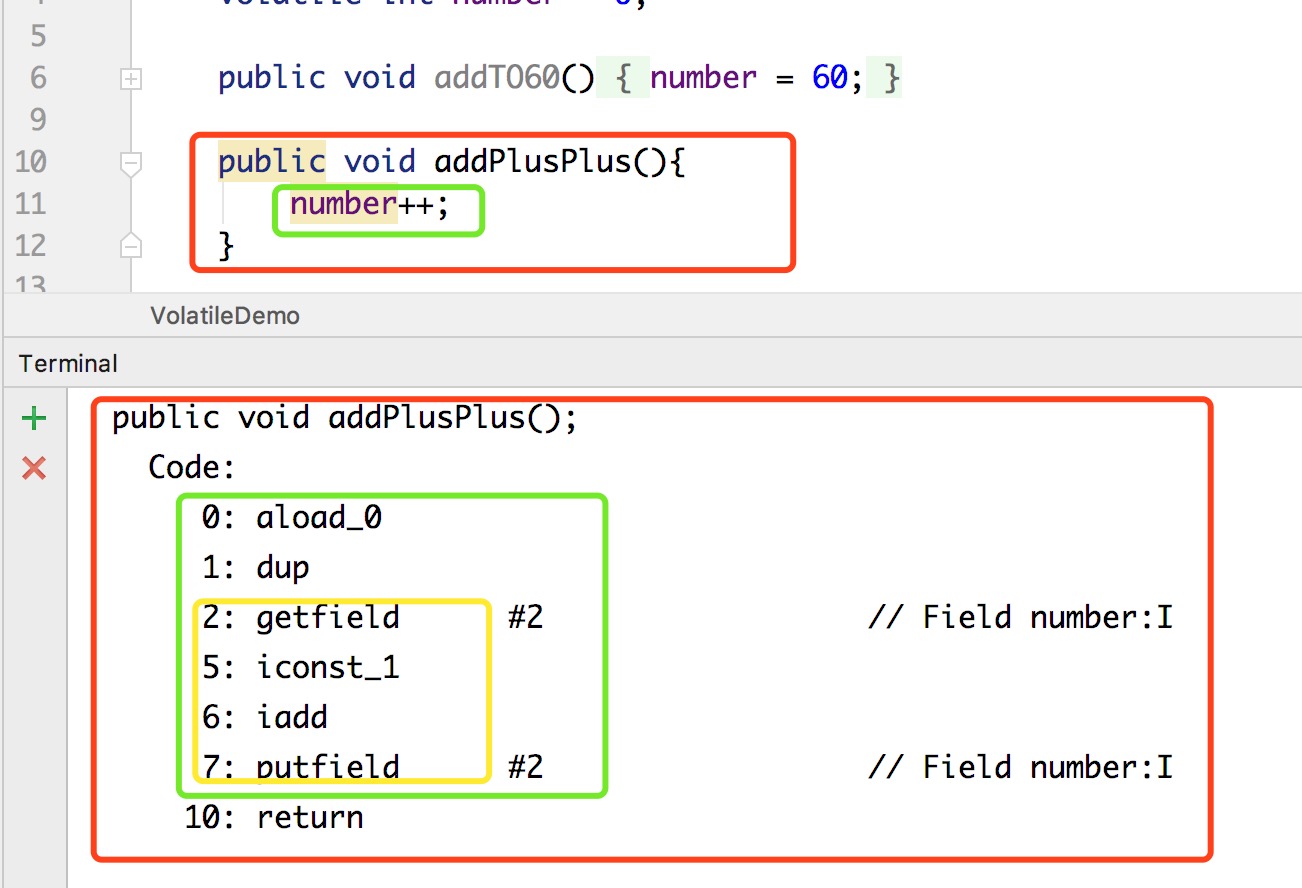 5
6 public void addTO60() { number = 60; }
9
10 public void addPlusPlus(){
11 number++;
12 }
13
VolatileDemo
Terminal
public void addPlusPlus();
Code:
0: aload_0
1: dup
2: getfield #2 // Field number:I
5: iconst_1
6: iadd
7: putfield #2 // Field number:I
10: return